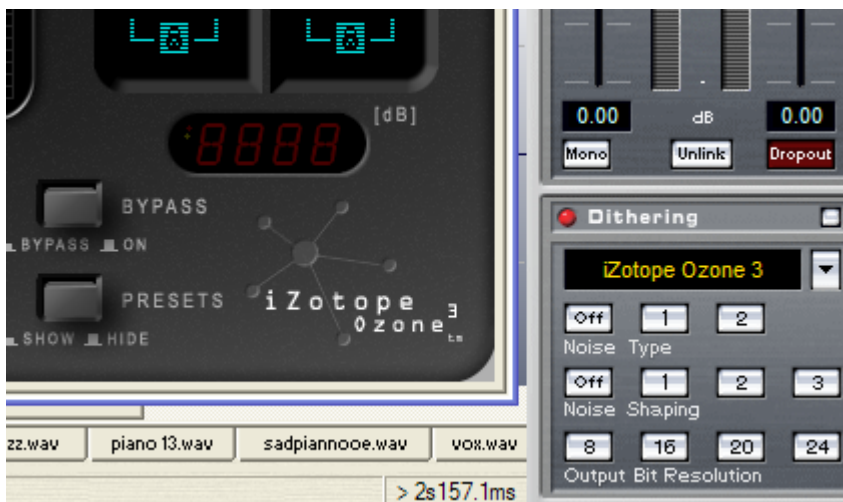 [dB]
8888
BYPASS
BYPASS ON
PRESETS
SHOW HIDE
iZotope
Ozone 3
tm
zz.wav
piano 13.wav
sadpiannooe.wav
vox.wav
> 2s157.1ms
0.00 dB 0.00
Mono Unlink Dropout
Dithering
iZotope Ozone 3
Off 1 2
Noise Type
Off 1 2 3
Noise Shaping
8 16 20 24
Output Bit Resolution